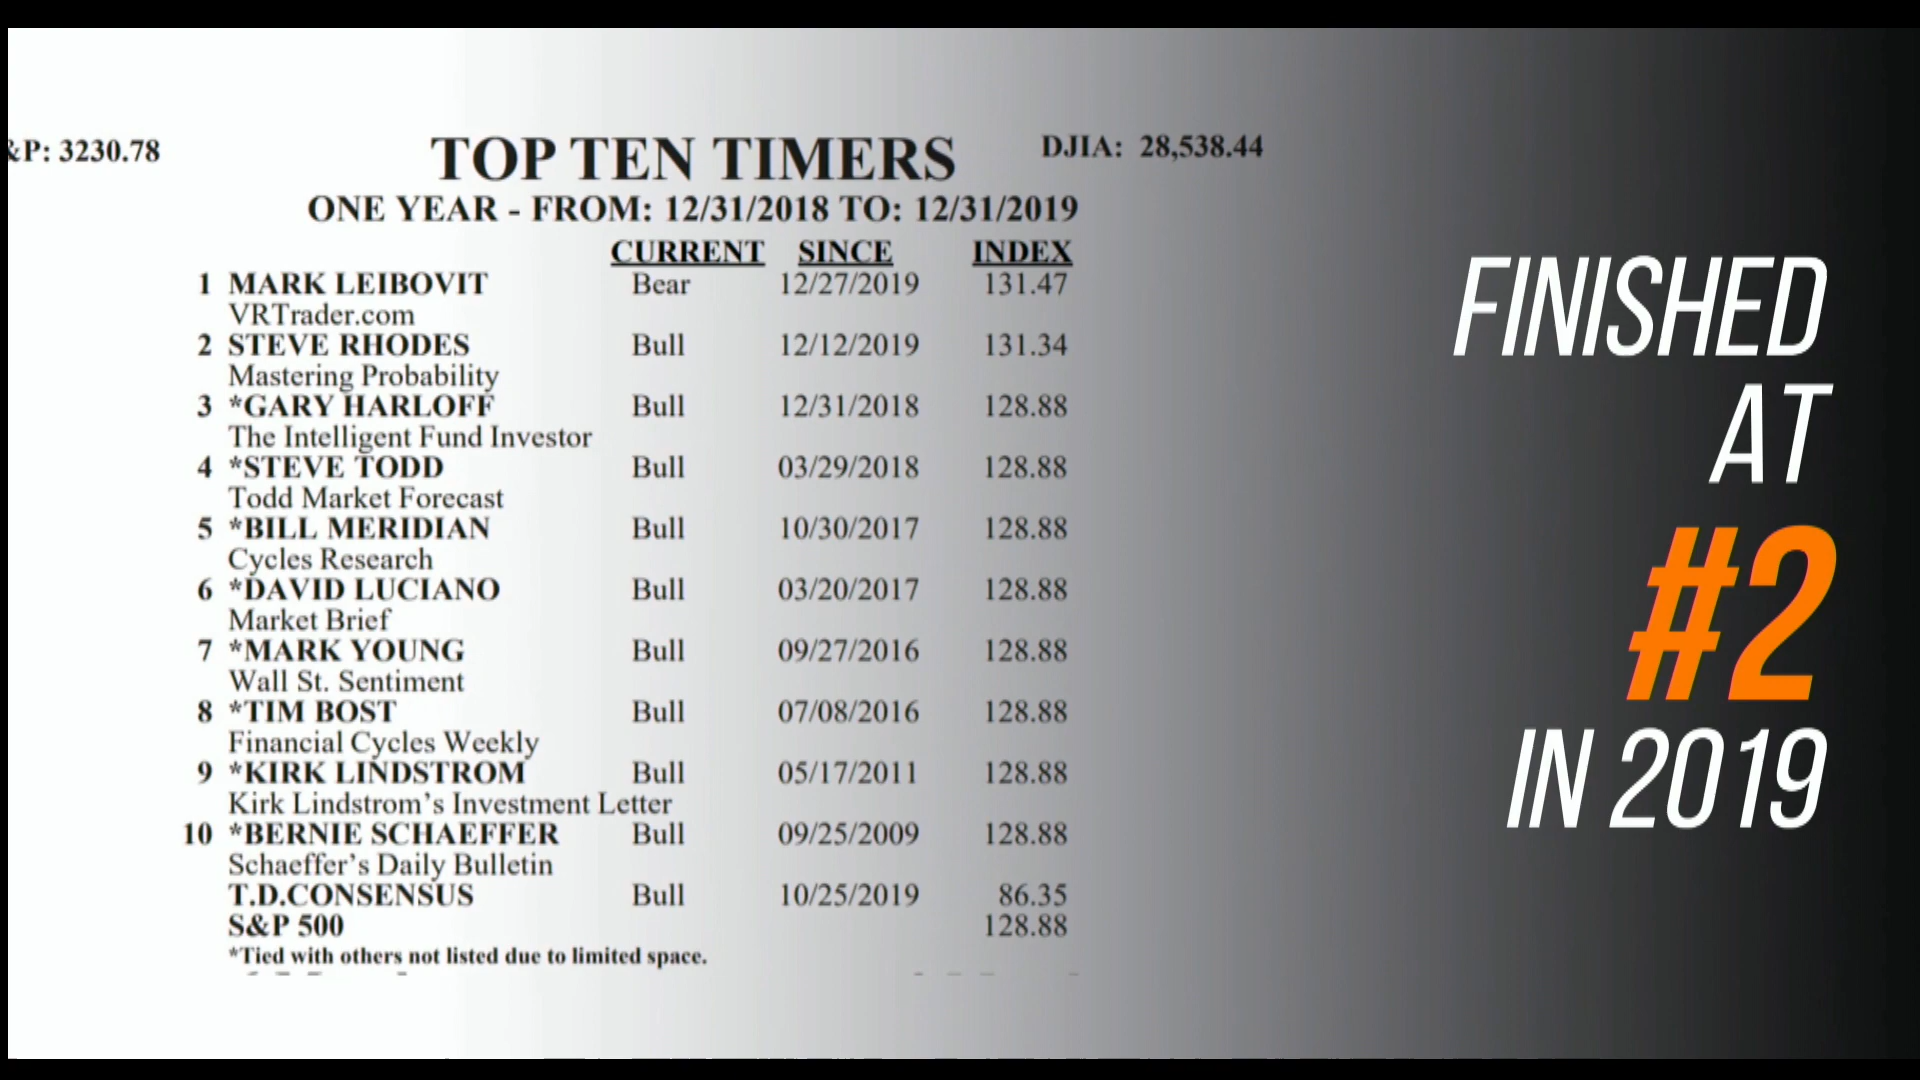 &P: 3230.78
TOP TEN TIMERS
DJIA: 28,538.44
ONE YEAR - FROM: 12/31/2018 TO: 12/31/2019
CURRENT SINCE INDEX
1 MARK LEIBOVIT Bear 12/27/2019 131.47
VRTrader.com
2 STEVE RHODES Bull 12/12/2019 131.34
Mastering Probability
3 *GARY HARLOFF Bull 12/31/2018 128.88
The Intelligent Fund Investor
4 *STEVE TODD Bull 03/29/2018 128.88
Todd Market Forecast
5 *BILL MERIDIAN Bull 10/30/2017 128.88
Cycles Research
6 *DAVID LUCIANO Bull 03/20/2017 128.88
Market Brief
7 *MARK YOUNG Bull 09/27/2016 128.88
Wall St. Sentiment
8 *TIM BOST Bull 07/08/2016 128.88
Financial Cycles Weekly
9 *KIRK LINDSTROM Bull 05/17/2011 128.88
Kirk Lindstrom's Investment Letter
10 *BERNIE SCHAEFFER Bull 09/25/2009 128.88
Schaeffer's Daily Bulletin
T.D.CONSENSUS Bull 10/25/2019 86.35
S&P 500 128.88
*Tied with others not listed due to limited space.
FINISHED
AT
#2
IN 2019